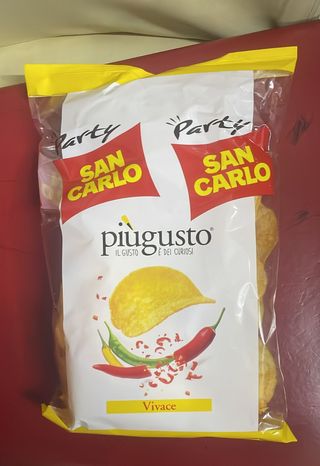 Party Party
SAN SAN
CARLO CARLO
piùgusto®
IL GUSTO È DEI CURIOSI
Vivace